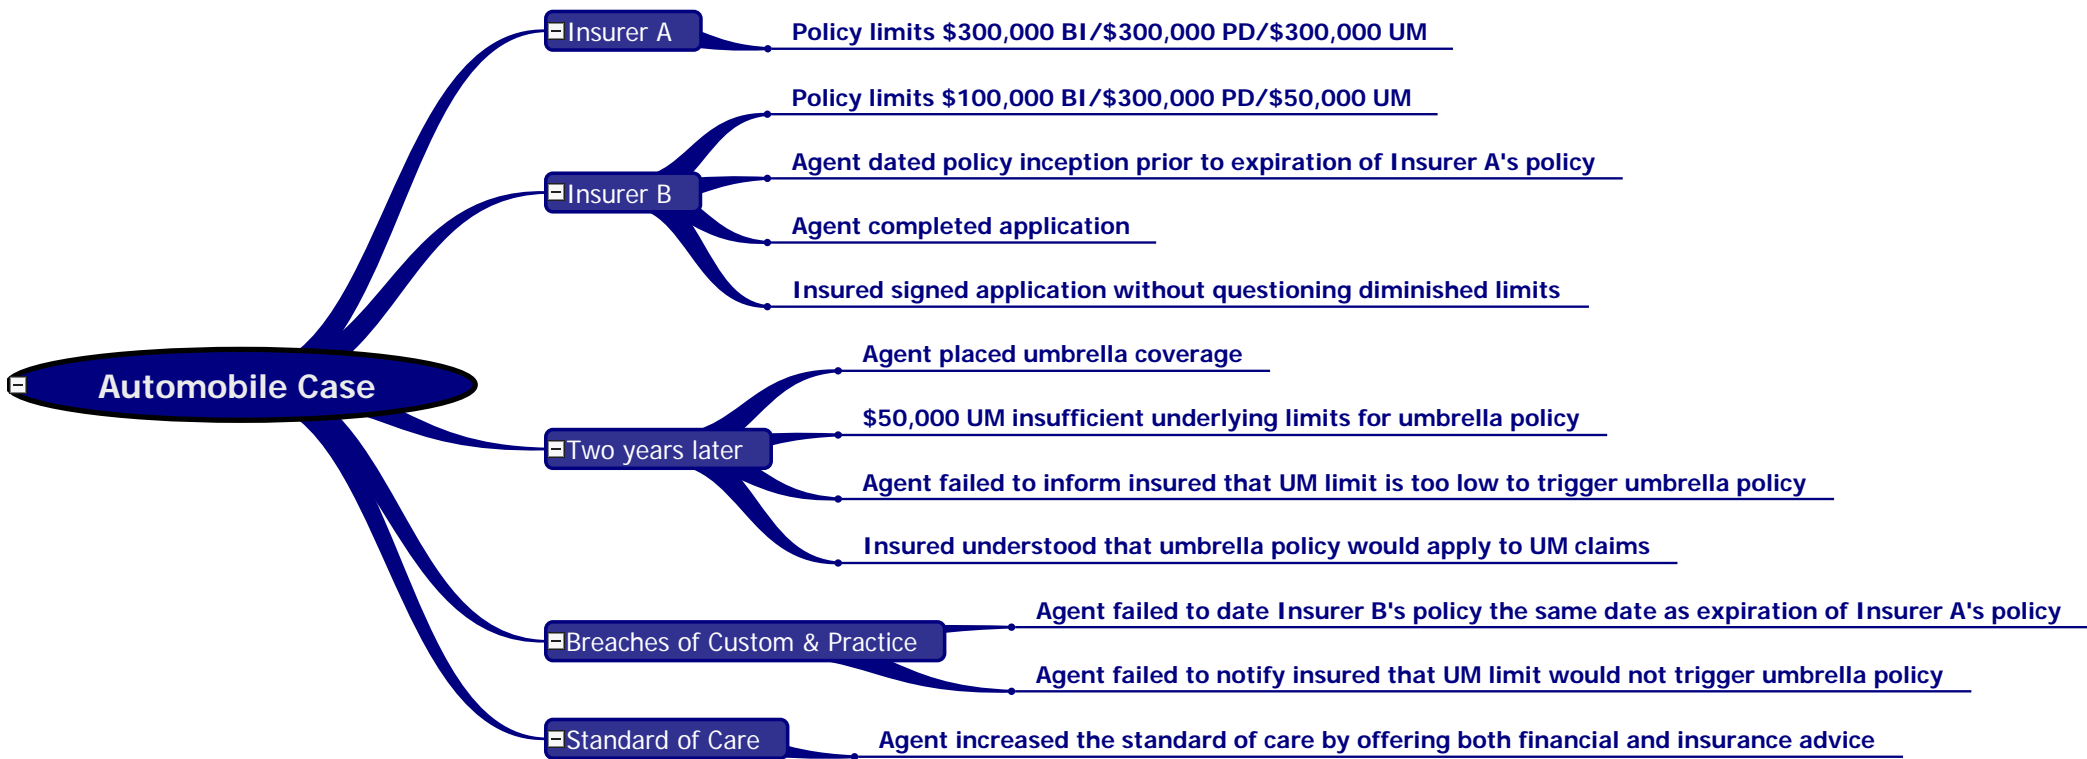 Insurer A
Policy limits $300,000 BI/$300,000 PD/$300,000 UM
Insurer B
Policy limits $100,000 BI/$300,000 PD/$50,000 UM
Agent dated policy inception prior to expiration of Insurer A's policy
Agent completed application
Insured signed application without questioning diminished limits
Automobile Case
Two years later
Agent placed umbrella coverage
$50,000 UM insufficient underlying limits for umbrella policy
Agent failed to inform insured that UM limit is too low to trigger umbrella policy
Insured understood that umbrella policy would apply to UM claims
Breaches of Custom & Practice
Agent failed to date Insurer B's policy the same date as expiration of Insurer A's policy
Agent failed to notify insured that UM limit would not trigger umbrella policy
Standard of Care
Agent increased the standard of care by offering both financial and insurance advice